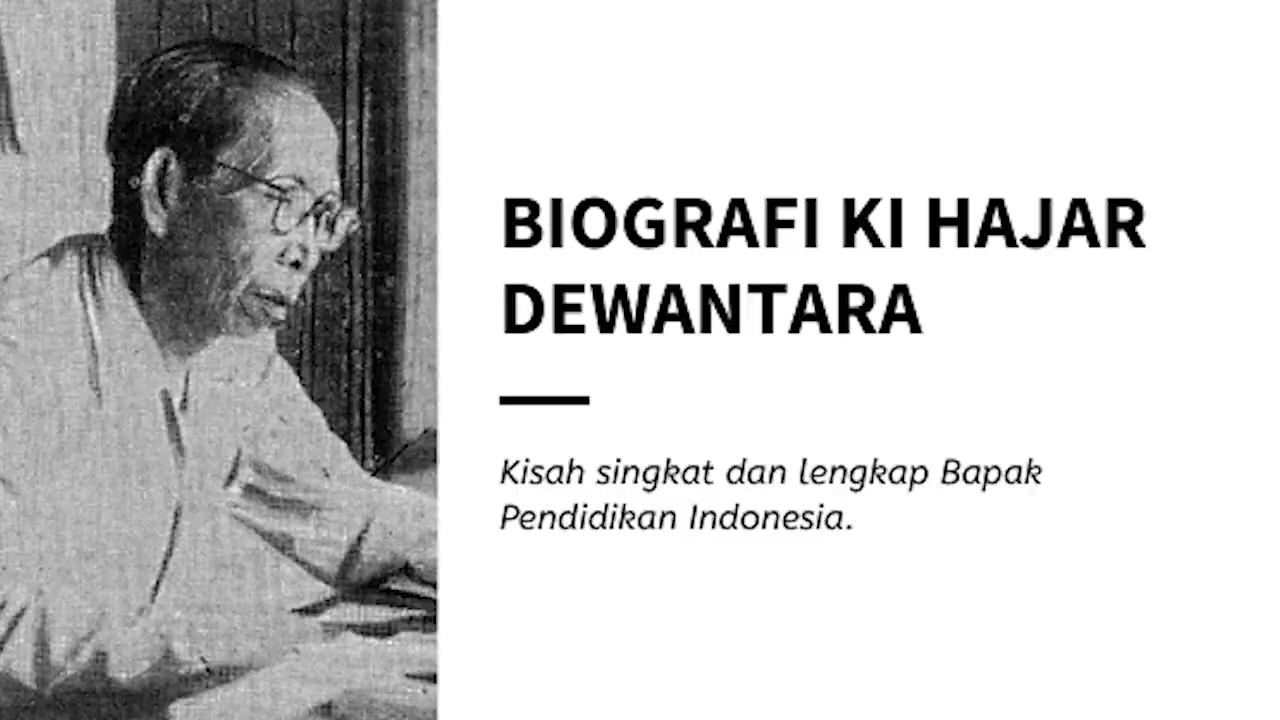 BIOGRAFI KI HAJAR
DEWANTARA
Kisah singkat dan lengkap Bapak
Pendidikan Indonesia.